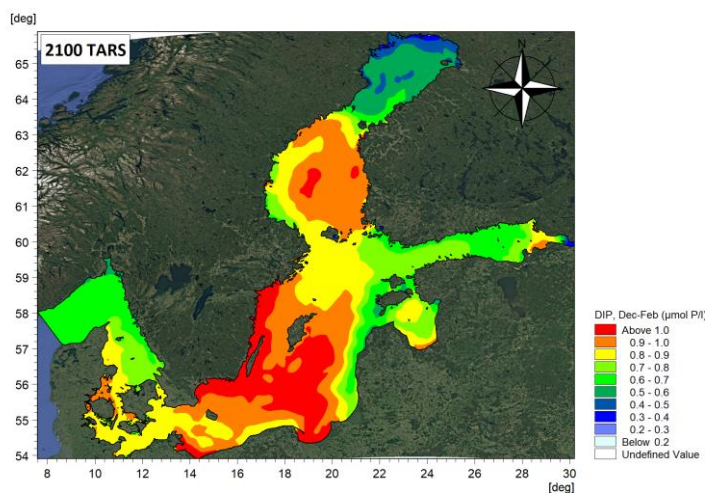 [deg]
2100 TARS
65
64
63
62
61
60
59
58
57
56
55
54
N
8 10 12 14 16 18 20 22 24 26 28 30
[deg]
DIP, Dec-Feb (µmol P/l)
Above 1.0
0.9 - 1.0
0.8 - 0.9
0.7 - 0.8
0.6 - 0.7
0.5 - 0.6
0.4 - 0.5
0.3 - 0.4
0.2 - 0.3
Below 0.2
Undefined Value